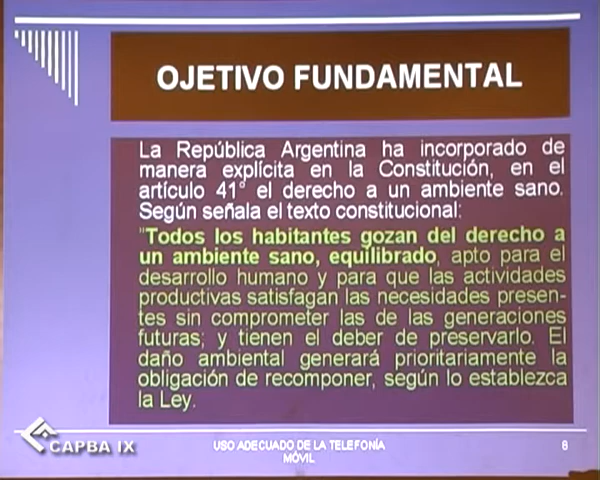 OJETIVO FUNDAMENTAL
La República Argentina ha incorporado de
manera explícita en la Constitución, en el
artículo 41° el derecho a un ambiente sano.
Según señala el texto constitucional:
"Todos los habitantes gozan del derecho a
un ambiente sano, equilibrado, apto para el
desarrollo humano y para que las actividades
productivas satisfagan las necesidades presen-
tes sin comprometer las de las generaciones
futuras; y tienen el deber de preservarlo. El
daño ambiental generará prioritariamente la
obligación de recomponer, según lo establezca
la Ley.
CAPBA IX
USO ADECUADO DE LA TELEFONÍA
MÓVIL
6